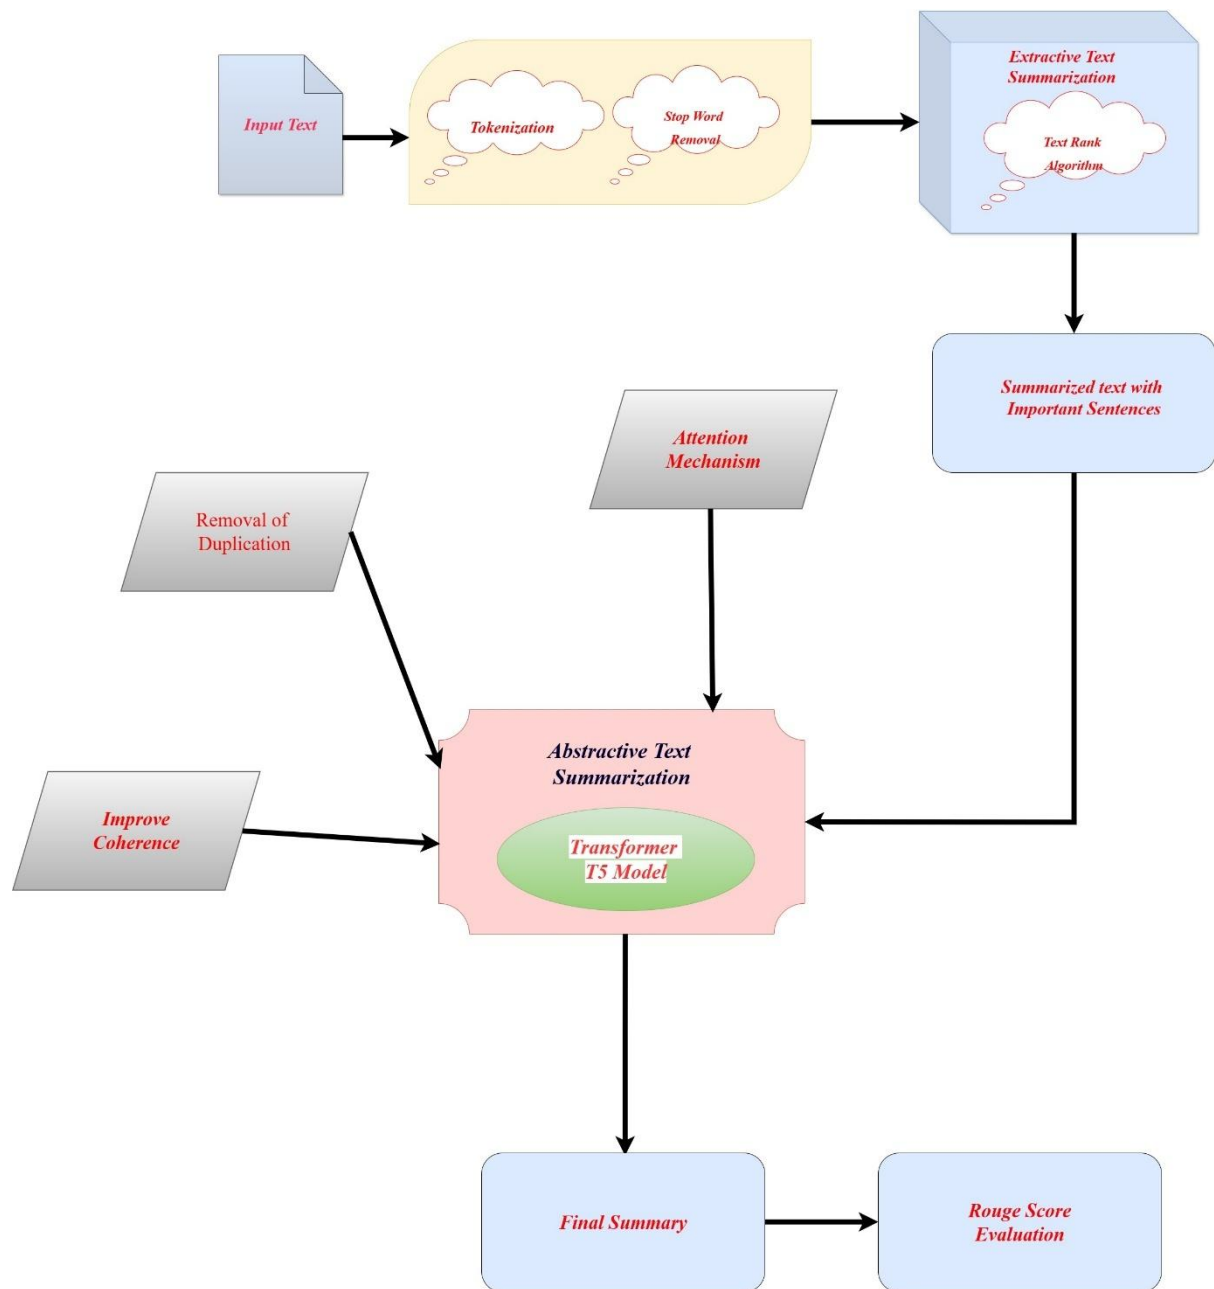 Input Text
Tokenization
Stop Word
Removal
Extractive Text
Summarization
Text Rank
Algorithm
Summarized text with
Important Sentences
Attention
Mechanism
Removal of
Duplication
Abstractive Text
Summarization
Transformer
T5 Model
Improve
Coherence
Final Summary
Rouge Score
Evaluation